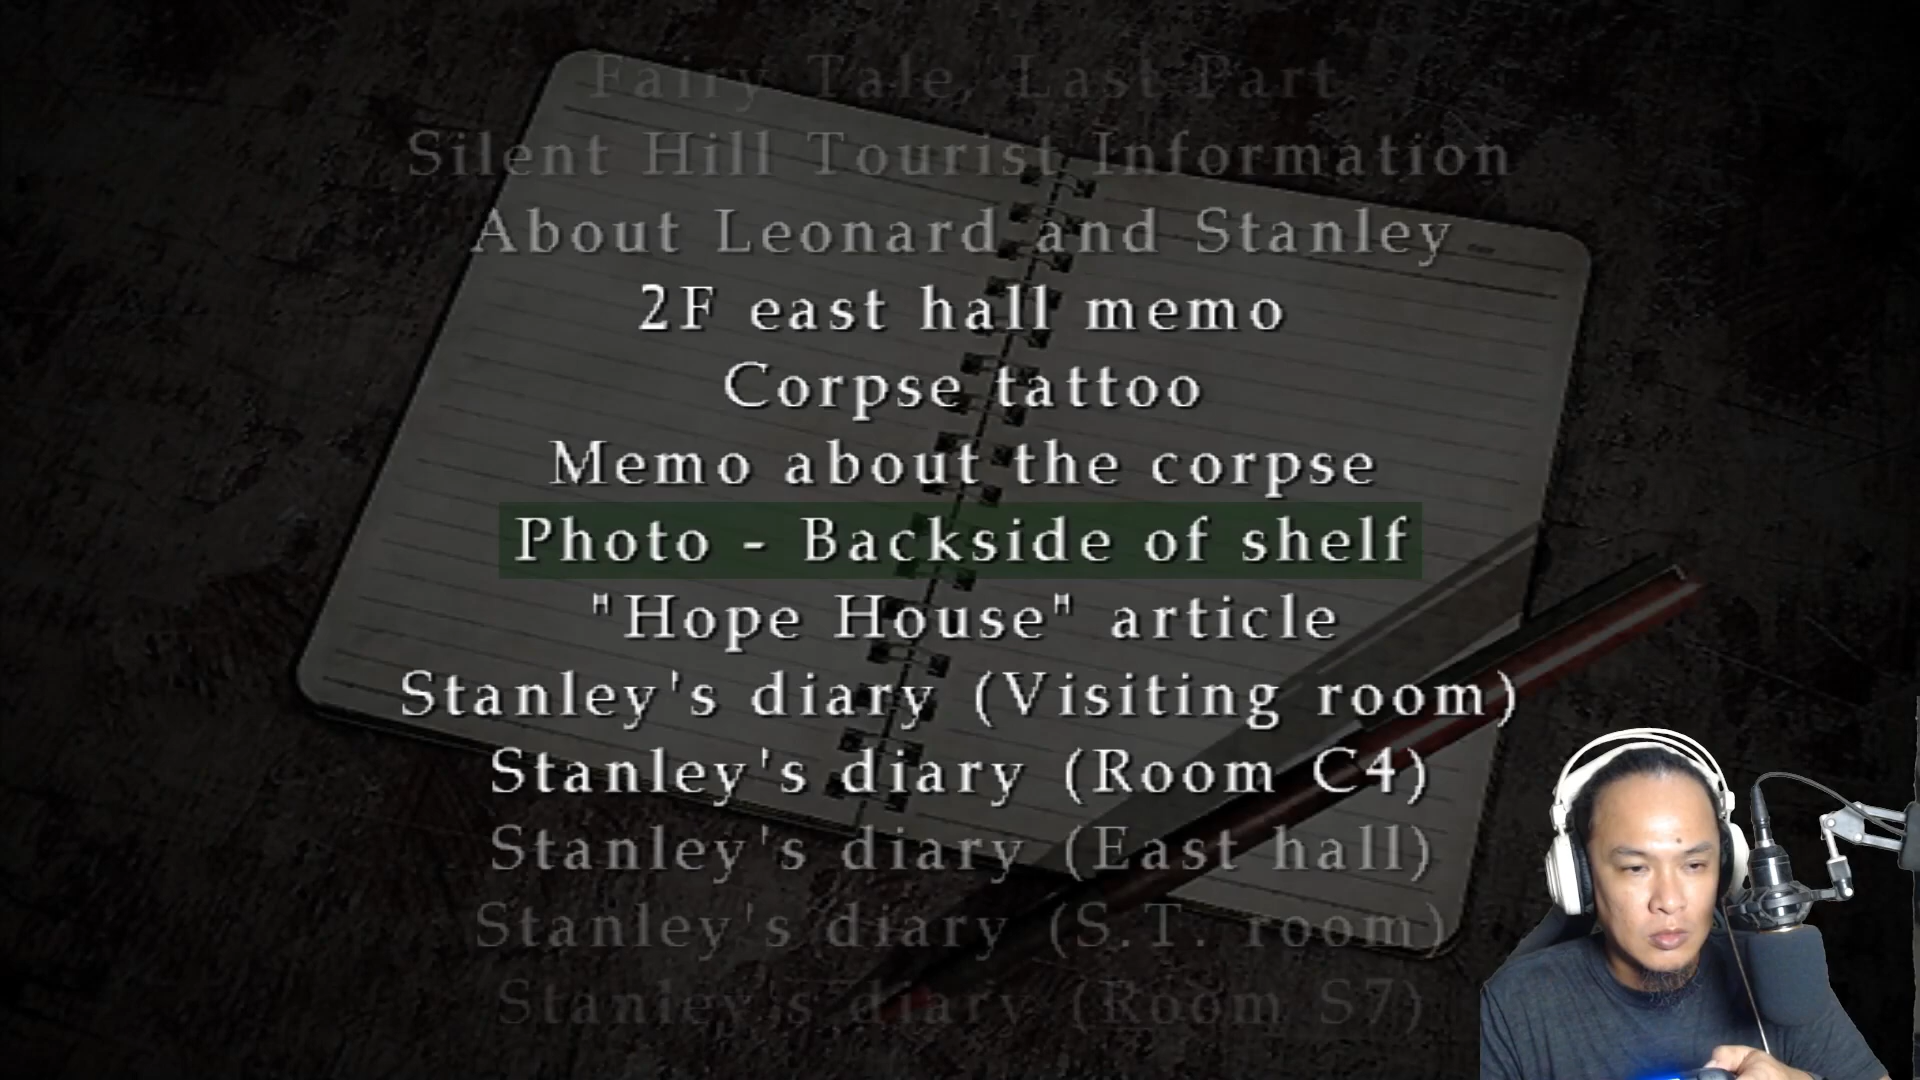 Fairy Tale, Last Part
Silent Hill Tourist Information
About Leonard and Stanley
2F east hall memo
Corpse tattoo
Memo about the corpse
Photo - Backside of shelf
"Hope House" article
Stanley's diary (Visiting room)
Stanley's diary (Room C4)
Stanley's diary (East hall)
Stanley's diary (S.T. room)
Stanley's diary (Room S7)